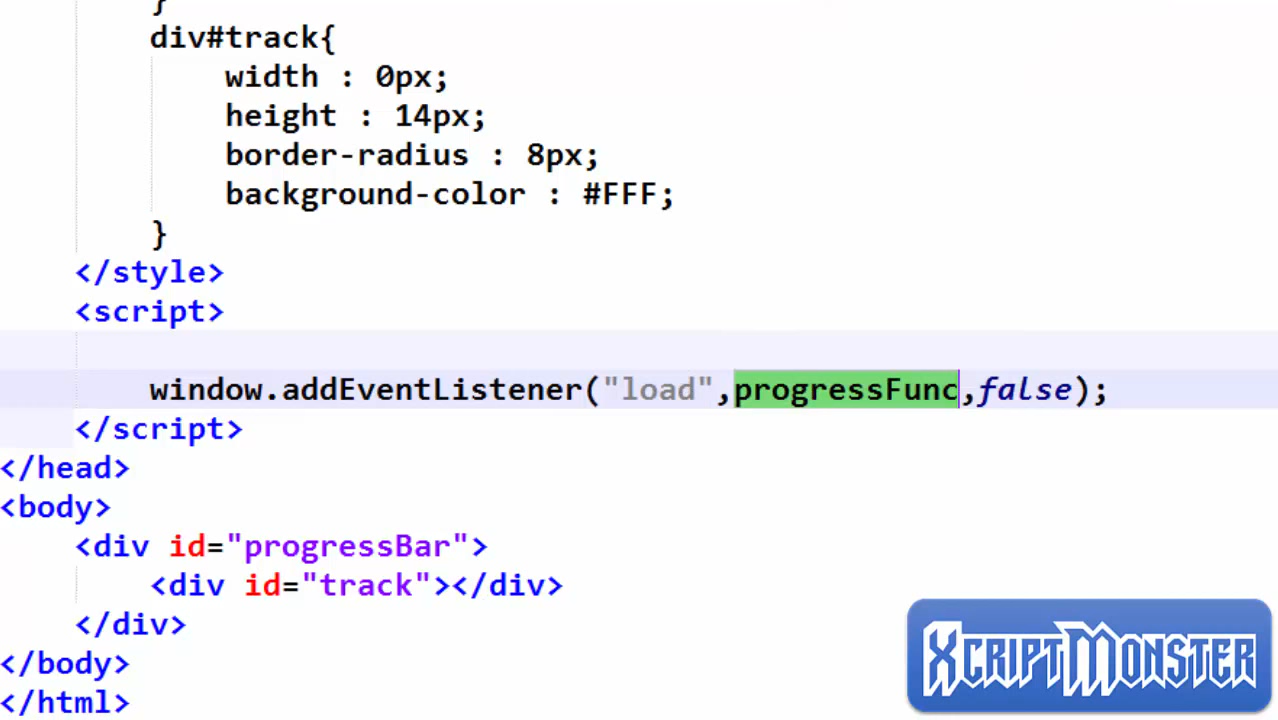 }
div#track{
width : 0px;
height : 14px;
border-radius : 8px;
background-color : #FFF;
}
</style>
<script>
window.addEventListener("load",progressFunc,false);
</script>
</head>
<body>
<div id="progressBar">
<div id="track"></div>
</div>
</body>
</html>
XCRIPTMONSTER